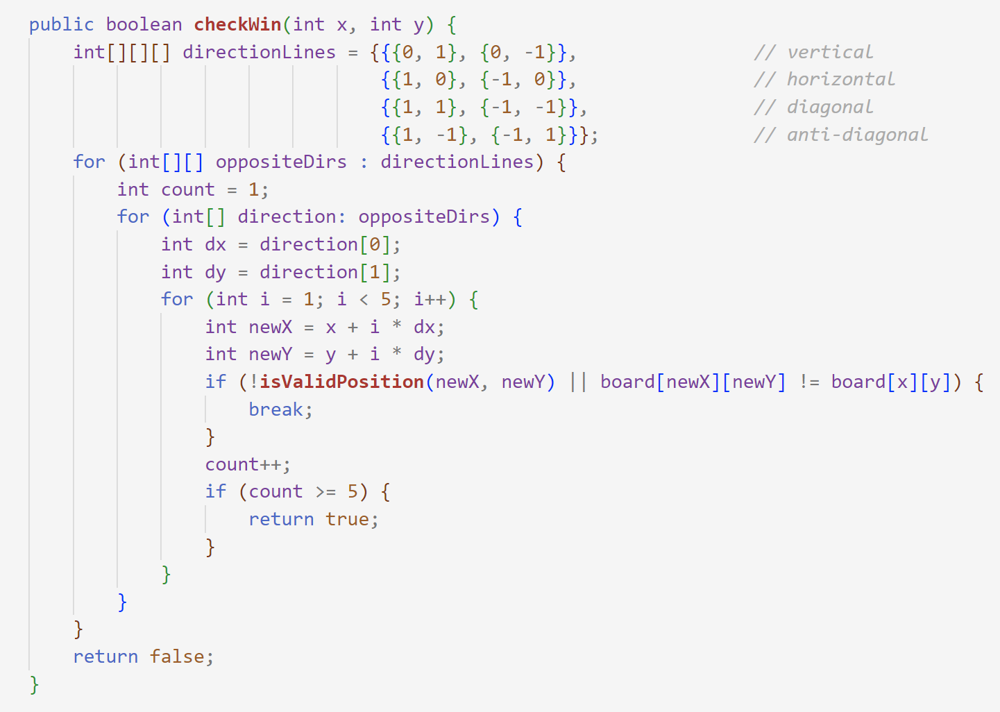 public boolean checkWin(int x, int y) {
    int[][][] directionLines = {{{0, 1}, {0, -1}},                // vertical
                                {{1, 0}, {-1, 0}},                // horizontal
                                {{1, 1}, {-1, -1}},               // diagonal
                                {{1, -1}, {-1, 1}}};              // anti-diagonal
    for (int[][] oppositeDirs : directionLines) {
        int count = 1;
        for (int[] direction: oppositeDirs) {
            int dx = direction[0];
            int dy = direction[1];
            for (int i = 1; i < 5; i++) {
                int newX = x + i * dx;
                int newY = y + i * dy;
                if (!isValidPosition(newX, newY) || board[newX][newY] != board[x][y]) {
                    break;
                }
                count++;
                if (count >= 5) {
                    return true;
                }
            }
        }
    }
    return false;
}